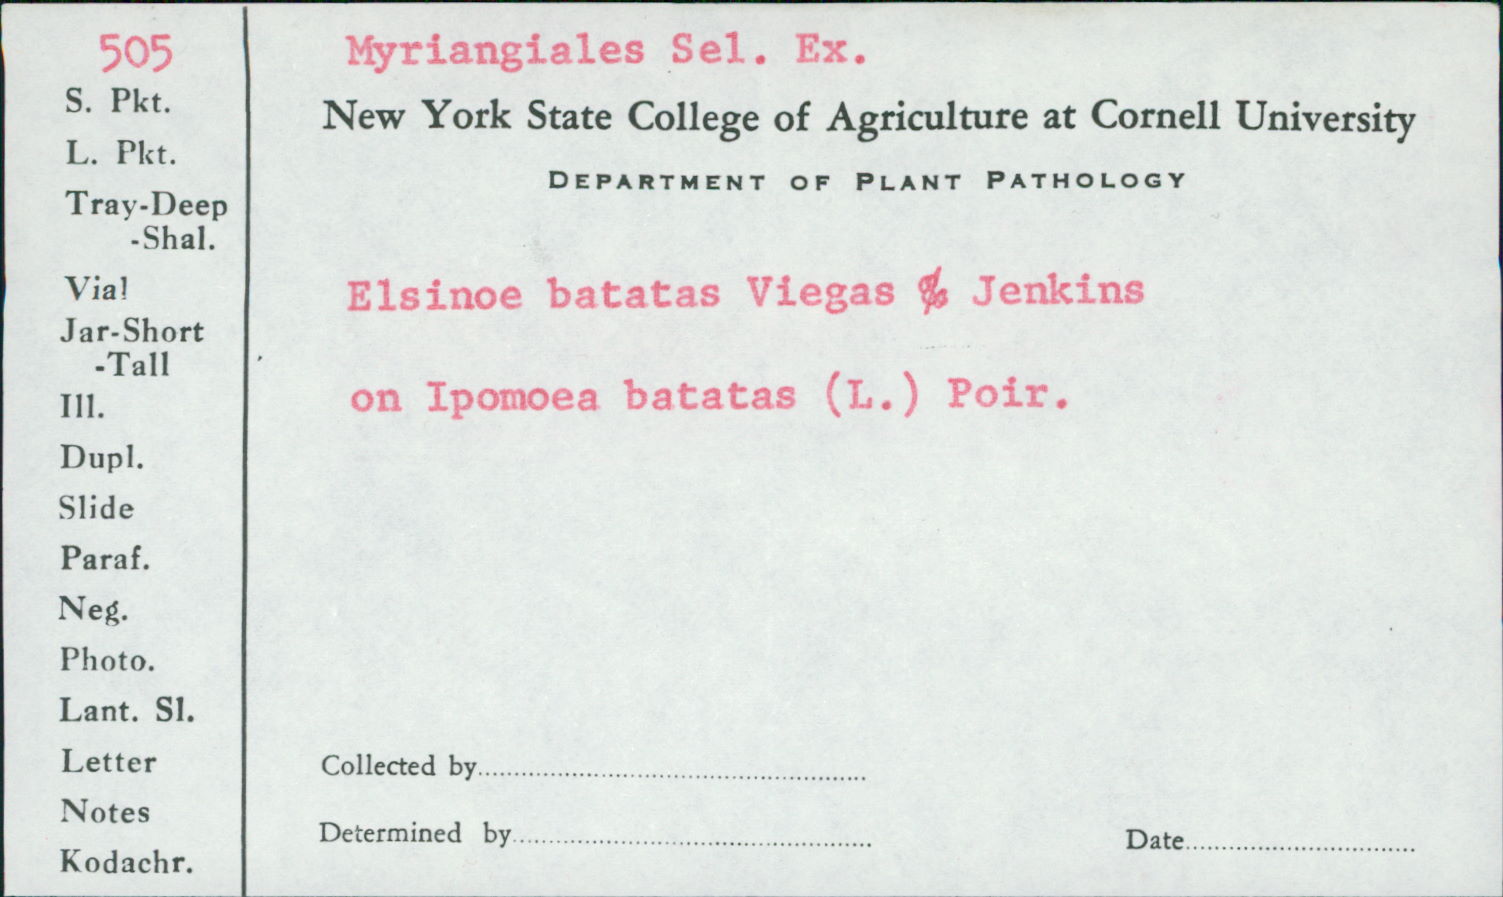 505
S. Pkt.
L. Pkt.
Tray-Deep
-Shal.
Vial
Jar-Short
-Tall
Ill.
Dupl.
Slide
Paraf.
Neg.
Photo.
Lant. Sl.
Letter
Notes
Kodachr.
Myriangiales Sel. Ex.
New York State College of Agriculture at Cornell University
DEPARTMENT OF PLANT PATHOLOGY
Elsinoe batatas Viegas & Jenkins
on Ipomoea batatas (L.) Poir.
Collected by
Determined by
Date